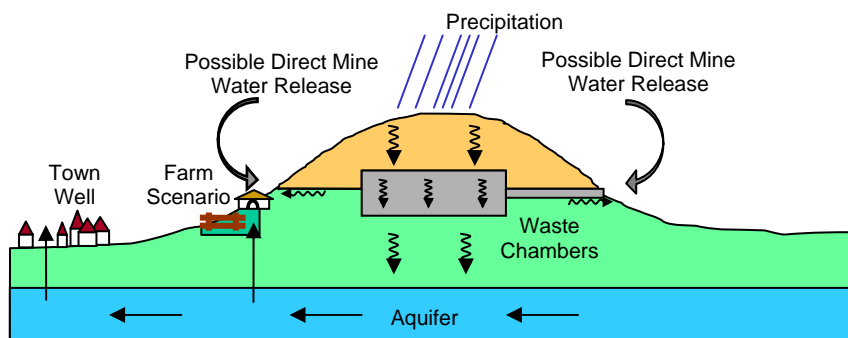 Precipitation
Possible Direct Mine
Water Release
Possible Direct Mine
Water Release
Town
Well
Farm
Scenario
Waste
Chambers
Aquifer